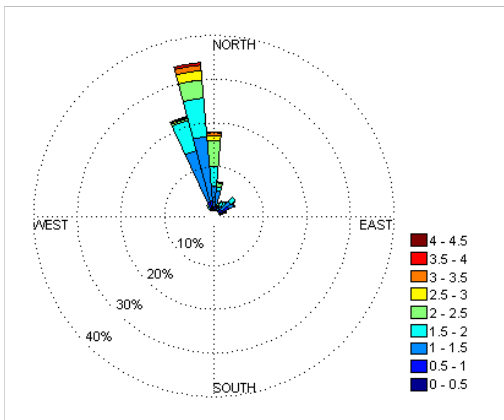 NORTH
WEST
EAST
10%
20%
30%
40%
SOUTH
4 - 4.5
3.5 - 4
3 - 3.5
2.5 - 3
2 - 2.5
1.5 - 2
1 - 1.5
0.5 - 1
0 - 0.5